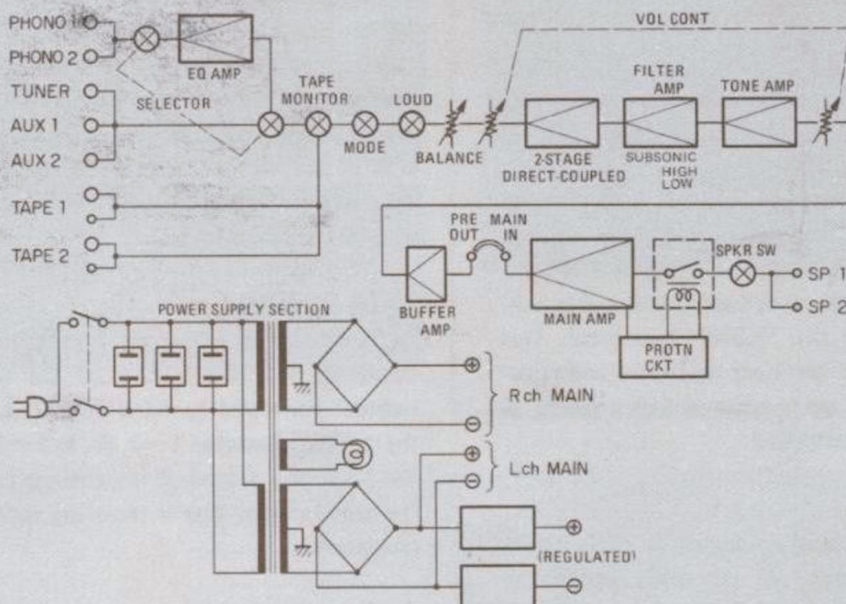 PHONO 1
PHONO 2
EQ AMP
TUNER
SELECTOR
AUX 1
AUX 2
TAPE
MONITOR
LOUD
MODE
BALANCE
VOL CONT
2-STAGE
DIRECT-COUPLED
FILTER
AMP
SUBSONIC
HIGH
LOW
TONE AMP
TAPE 1
TAPE 2
PRE
OUT
MAIN
IN
BUFFER
AMP
MAIN AMP
SPKR SW
SP 1
SP 2
PROTN
CKT
POWER SUPPLY SECTION
⊕
Rch MAIN
⊖
⊕
Lch MAIN
⊖
⊕
(REGULATED)
⊖